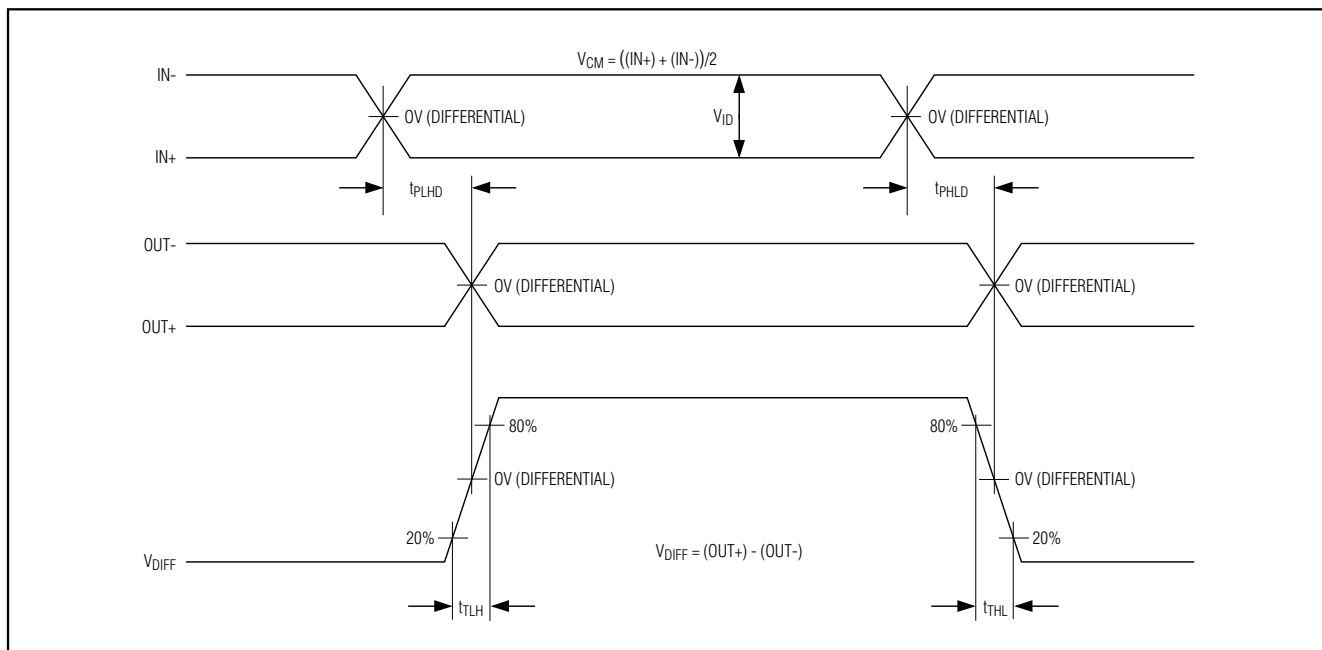 V_CM = ((IN+) + (IN-))/2
IN-
0V (DIFFERENTIAL)
V_ID
0V (DIFFERENTIAL)
IN+
t_PLHD
t_PHLD
OUT-
0V (DIFFERENTIAL)
0V (DIFFERENTIAL)
OUT+
80%
80%
0V (DIFFERENTIAL)
0V (DIFFERENTIAL)
20%
20%
V_DIFF = (OUT+) - (OUT-)
V_DIFF
t_TLH
t_THL